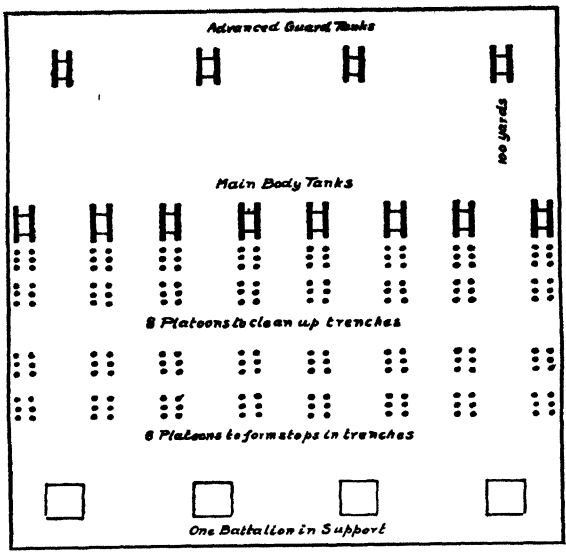 Advanced Guard Tanks
100 yards
Main Body Tanks
8 Platoons to clean up trenches
8 Platoons to form stops in trenches
One Battalion in Support